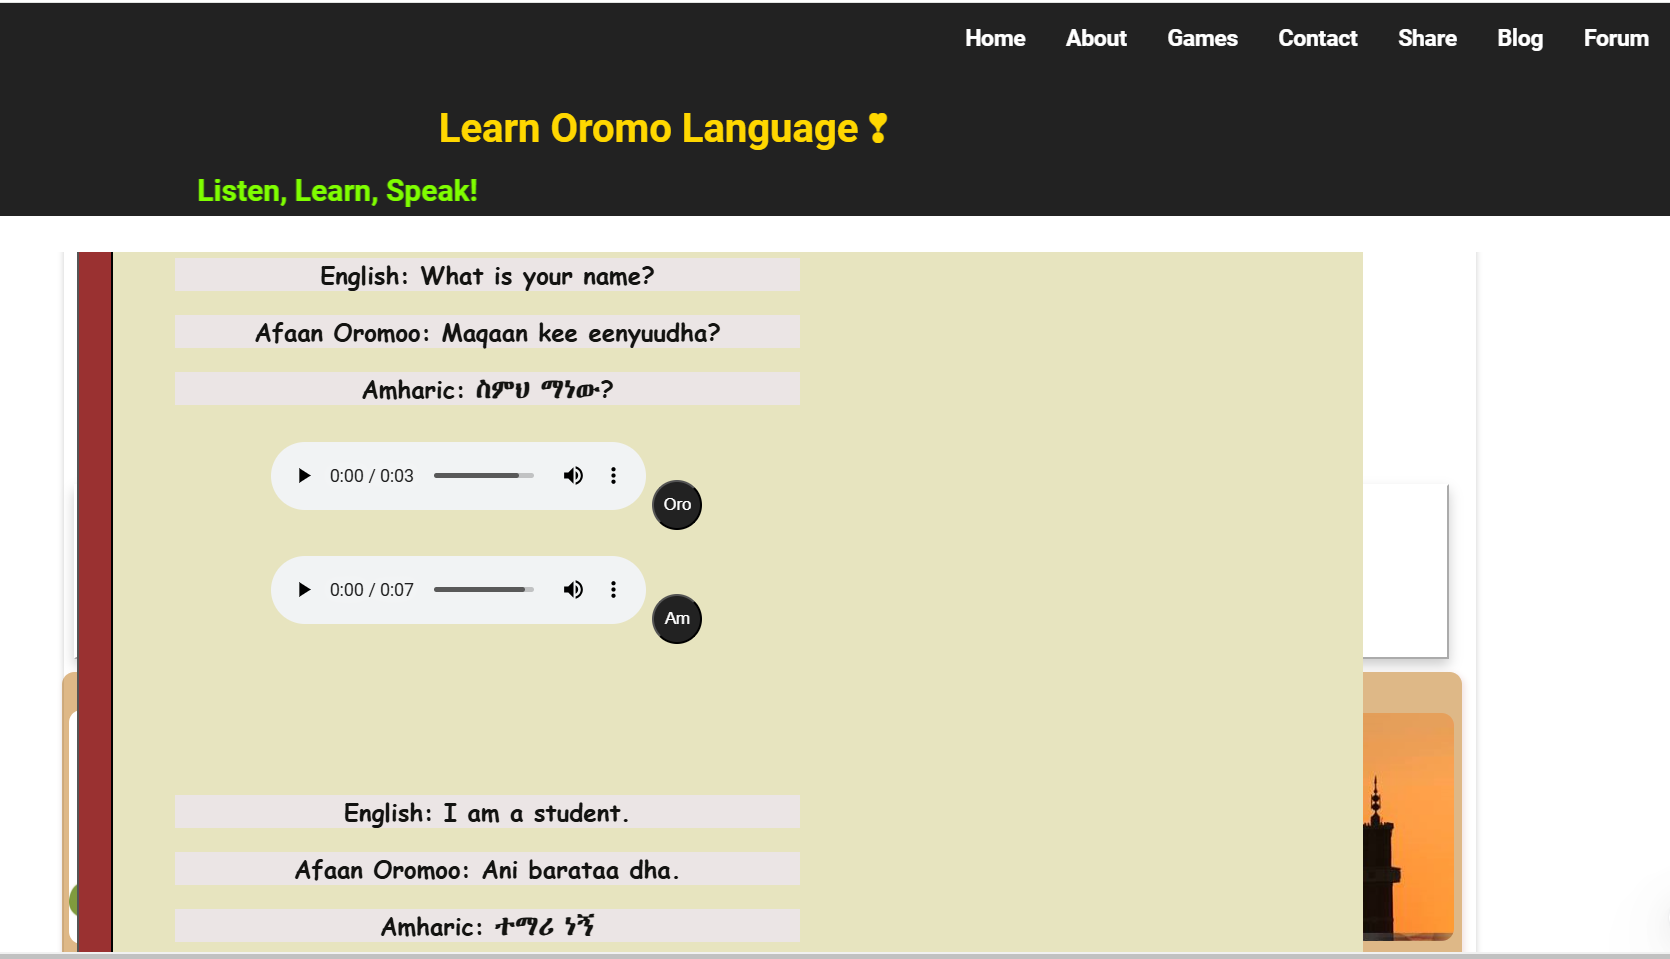 Home About Games Contact Share Blog Forum
Learn Oromo Language ❣
Listen, Learn, Speak!
English: What is your name?
Afaan Oromoo: Maqaan kee eenyuudha?
Amharic: ስምህ ማነው?
0:00 / 0:03
Oro
0:00 / 0:07
Am
English: I am a student.
Afaan Oromoo: Ani barataa dha.
Amharic: ተማሪ ነኝ